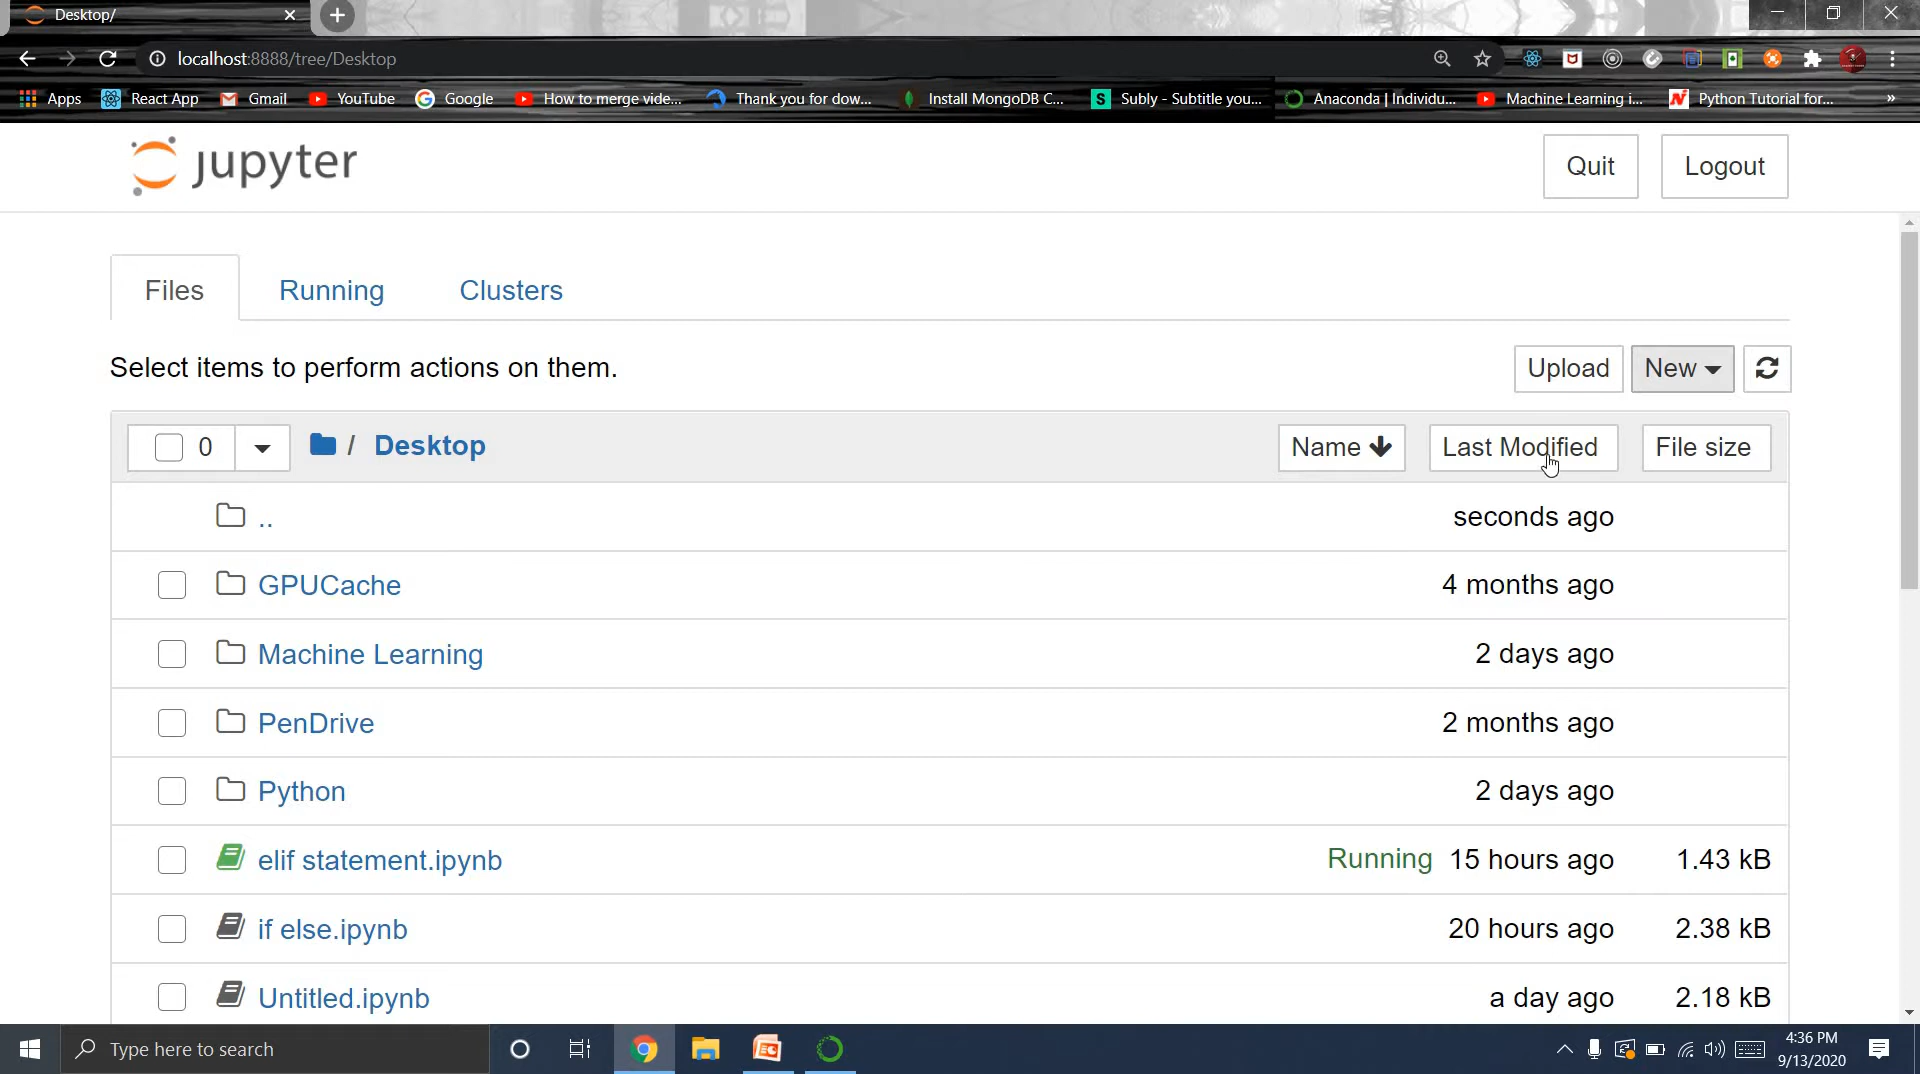 Desktop/
localhost:8888/tree/Desktop
Apps React App Gmail YouTube Google How to merge vide... Thank you for dow... Install MongoDB C... Subly - Subtitle you... Anaconda | Individu... Machine Learning i... Python Tutorial for... »
jupyter Quit Logout
Files Running Clusters
Select items to perform actions on them. Upload New
0 / Desktop Name Last Modified File size
.. seconds ago
GPUCache 4 months ago
Machine Learning 2 days ago
PenDrive 2 months ago
Python 2 days ago
elif statement.ipynb Running 15 hours ago 1.43 kB
if else.ipynb 20 hours ago 2.38 kB
Untitled.ipynb a day ago 2.18 kB
Type here to search 4:36 PM
9/13/2020